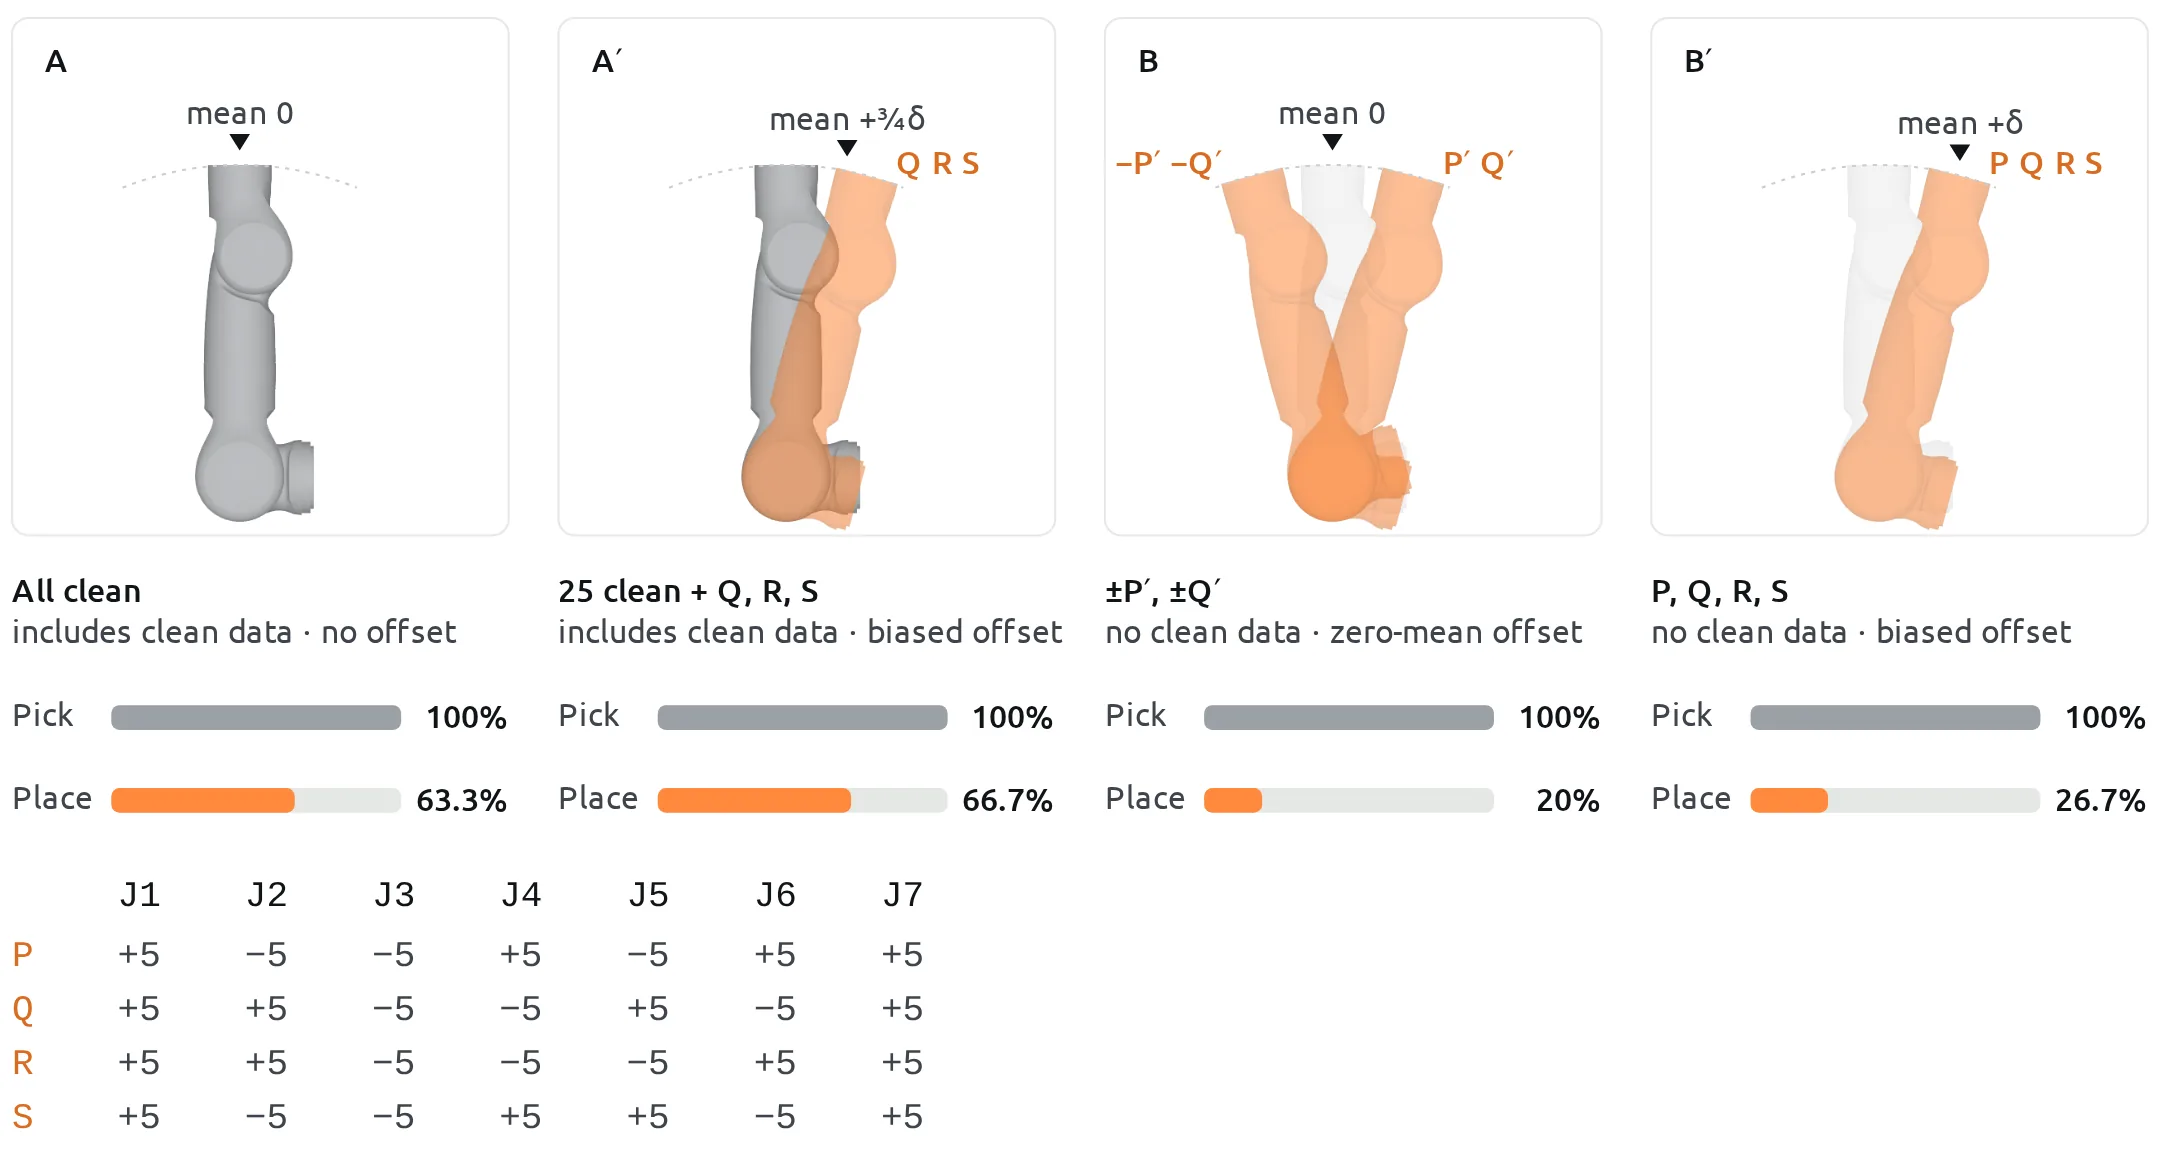 A
mean 0
A′
mean +¾δ
Q R S
B
mean 0
−P′ −Q′
P′ Q′
B′
mean +δ
P Q R S
All clean
includes clean data · no offset
Pick 100%
Place 63.3%
25 clean + Q, R, S
includes clean data · biased offset
Pick 100%
Place 66.7%
±P′, ±Q′
no clean data · zero-mean offset
Pick 100%
Place 20%
P, Q, R, S
no clean data · biased offset
Pick 100%
Place 26.7%
J1 J2 J3 J4 J5 J6 J7
P +5 −5 −5 +5 −5 +5 +5
Q +5 +5 −5 −5 +5 −5 +5
R +5 +5 −5 −5 −5 +5 +5
S +5 −5 −5 +5 +5 −5 +5